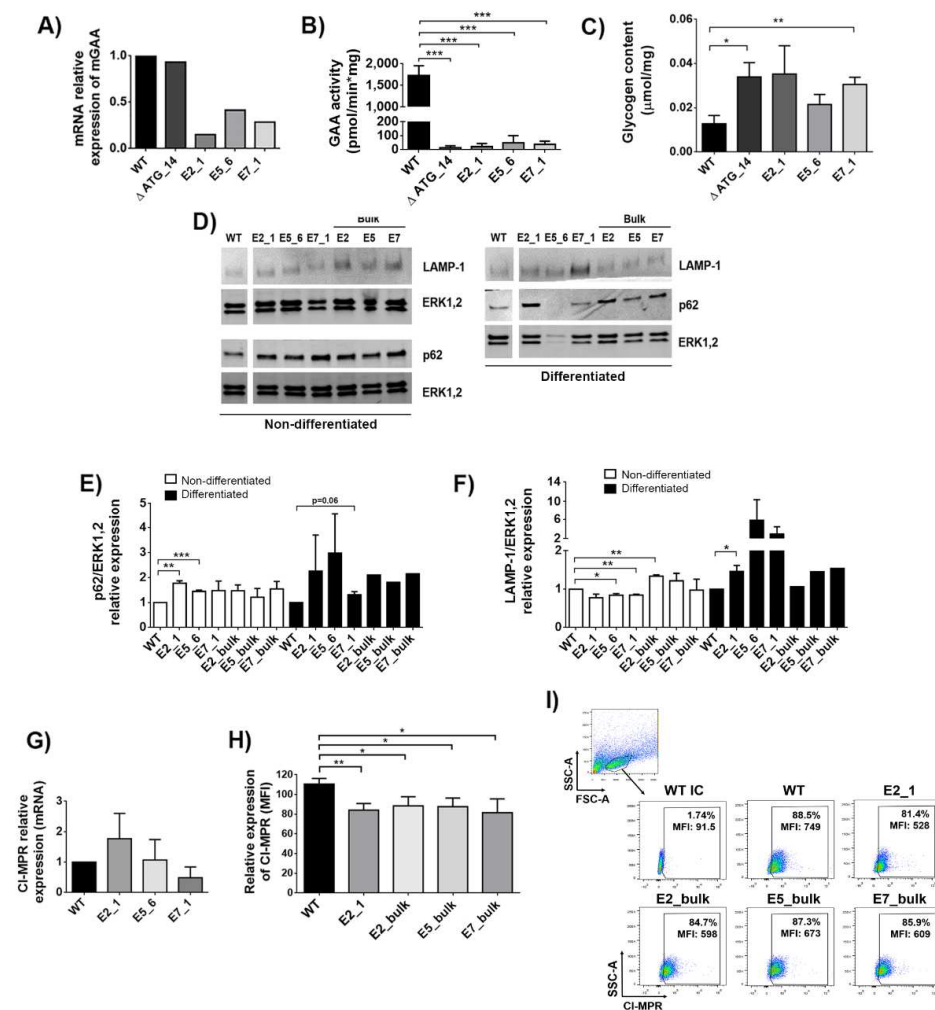 A)
mRNA relative
expression of mGAA
1.0
0.5
0.0
WT
Δ ATG_14
E2_1
E5_6
E7_1
B)
GAA activity
(pmol/min*mg)
2,000
1,500
1,000
200
100
0
***
***
***
***
WT
Δ ATG_14
E2_1
E5_6
E7_1
C)
Glycogen content
(μmol/mg)
0.06
0.04
0.02
0.00
**
*
WT
Δ ATG_14
E2_1
E5_6
E7_1
D)
Bulk
WT E2_1 E5_6 E7_1 E2 E5 E7
LAMP-1
ERK1,2
p62
ERK1,2
Non-differentiated
Bulk
WT E2_1 E5_6 E7_1 E2 E5 E7
LAMP-1
p62
ERK1,2
Differentiated
E)
Non-differentiated
Differentiated
p62/ERK1,2
relative expression
5
4
3
2
1
0
***
**
p=0.06
WT
E2_1
E5_6
E7_1
E2_bulk
E5_bulk
E7_bulk
WT
E2_1
E5_6
E7_1
E2_bulk
E5_bulk
E7_bulk
F)
Non-differentiated
Differentiated
LAMP-1/ERK1,2
relative expression
14
10
6
2
2
1
0
**
**
*
*
WT
E2_1
E5_6
E7_1
E2_bulk
E5_bulk
E7_bulk
WT
E2_1
E5_6
E7_1
E2_bulk
E5_bulk
E7_bulk
G)
CI-MPR relative
expression (mRNA)
3
2
1
0
WT
E2_1
E5_6
E7_1
H)
Relative expression
of CI-MPR (MFI)
120
100
80
60
40
20
0
*
*
*
**
WT
E2_1
E2_bulk
E5_bulk
E7_bulk
I)
SSC-A
FSC-A
WT IC
1.74%
MFI: 91.5
WT
88.5%
MFI: 749
E2_1
81.4%
MFI: 528
E2_bulk
84.7%
MFI: 598
E5_bulk
87.3%
MFI: 673
E7_bulk
85.9%
MFI: 609
SSC-A
CI-MPR